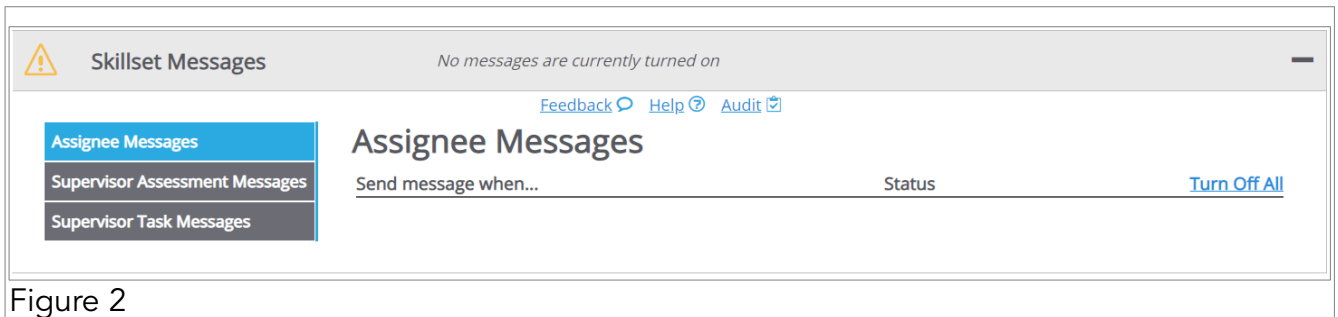 Skillset Messages No messages are currently turned on
Feedback Help Audit
Assignee Messages
Supervisor Assessment Messages
Supervisor Task Messages
Assignee Messages
Send message when... Status Turn Off All
Figure 2